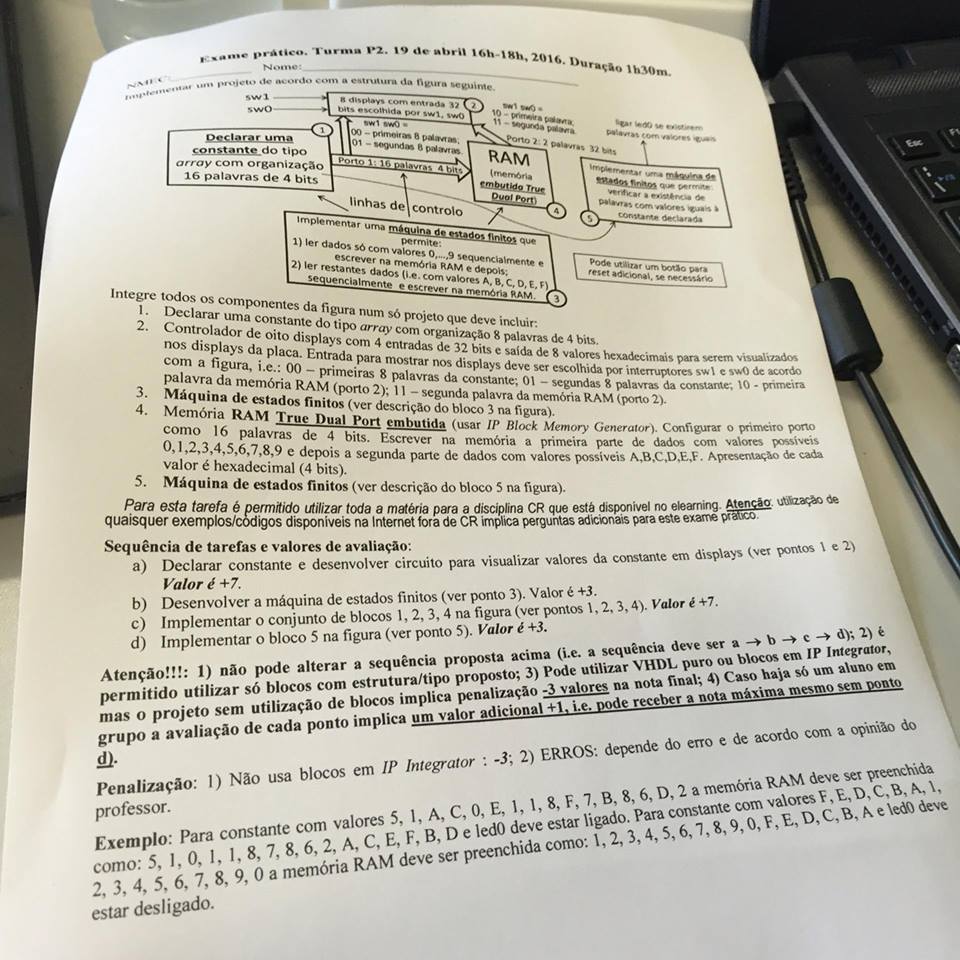 Exame prático. Turma P2. 19 de abril 16h-18h, 2016. Duração 1h30m.
NMEC: Nome:
Implementar um projeto de acordo com a estrutura da figura seguinte.
sw1
sw0
8 displays com entrada 32
bits escolhida por sw1, sw0
2
sw1 sw0 =
10 – primeira palavra;
11 – segunda palavra.
sw1 sw0 =
00 – primeiras 8 palavras;
01 – segundas 8 palavras.
1
Declarar uma
constante do tipo
array com organização
16 palavras de 4 bits
Porto 1: 16 palavras 4 bits
Porto 2: 2 palavras 32 bits
RAM
(memória
embutido True
Dual Port)
4
ligar led0 se existirem
palavras com valores iguais
Implementar uma máquina de
estados finitos que permite:
verificar a existência de
palavras com valores iguais à
constante declarada
5
linhas de controlo
Implementar uma máquina de estados finitos que
permite:
1) ler dados só com valores 0,...,9 sequencialmente e
escrever na memória RAM e depois;
2) ler restantes dados (i.e. com valores A, B, C, D, E, F)
sequencialmente e escrever na memória RAM.
3
Pode utilizar um botão para
reset adicional, se necessário
Integre todos os componentes da figura num só projeto que deve incluir:
1. Declarar uma constante do tipo array com organização 8 palavras de 4 bits.
2. Controlador de oito displays com 4 entradas de 32 bits e saída de 8 valores hexadecimais para serem visualizados
nos displays da placa. Entrada para mostrar nos displays deve ser escolhida por interruptores sw1 e sw0 de acordo
com a figura, i.e.: 00 – primeiras 8 palavras da constante; 01 – segundas 8 palavras da constante; 10 - primeira
palavra da memória RAM (porto 2); 11 – segunda palavra da memória RAM (porto 2).
3. Máquina de estados finitos (ver descrição do bloco 3 na figura).
4. Memória RAM True Dual Port embutida (usar IP Block Memory Generator). Configurar o primeiro porto
como 16 palavras de 4 bits. Escrever na memória a primeira parte de dados com valores possíveis
0,1,2,3,4,5,6,7,8,9 e depois a segunda parte de dados com valores possíveis A,B,C,D,E,F. Apresentação de cada
valor é hexadecimal (4 bits).
5. Máquina de estados finitos (ver descrição do bloco 5 na figura).
Para esta tarefa é permitido utilizar toda a matéria para a disciplina CR que está disponível no elearning. Atenção: utilização de
quaisquer exemplos/códigos disponíveis na Internet fora de CR implica perguntas adicionais para este exame prático.
Sequência de tarefas e valores de avaliação:
a) Declarar constante e desenvolver circuito para visualizar valores da constante em displays (ver pontos 1 e 2)
Valor é +7.
b) Desenvolver a máquina de estados finitos (ver ponto 3). Valor é +3.
c) Implementar o conjunto de blocos 1, 2, 3, 4 na figura (ver pontos 1, 2, 3, 4). Valor é +7.
d) Implementar o bloco 5 na figura (ver ponto 5). Valor é +3.
Atenção!!!: 1) não pode alterar a sequência proposta acima (i.e. a sequência deve ser a → b → c → d); 2) é
permitido utilizar só blocos com estrutura/tipo proposto; 3) Pode utilizar VHDL puro ou blocos em IP Integrator,
mas o projeto sem utilização de blocos implica penalização -3 valores na nota final; 4) Caso haja só um aluno em
grupo a avaliação de cada ponto implica um valor adicional +1, i.e. pode receber a nota máxima mesmo sem ponto
d).
Penalização: 1) Não usa blocos em IP Integrator : -3; 2) ERROS: depende do erro e de acordo com a opinião do
professor.
Exemplo: Para constante com valores 5, 1, A, C, 0, E, 1, 1, 8, F, 7, B, 8, 6, D, 2 a memória RAM deve ser preenchida
como: 5, 1, 0, 1, 1, 8, 7, 8, 6, 2, A, C, E, F, B, D e led0 deve estar ligado. Para constante com valores F, E, D, C, B, A, 1,
2, 3, 4, 5, 6, 7, 8, 9, 0 a memória RAM deve ser preenchida como: 1, 2, 3, 4, 5, 6, 7, 8, 9, 0, F, E, D, C, B, A e led0 deve
estar desligado.
Esc